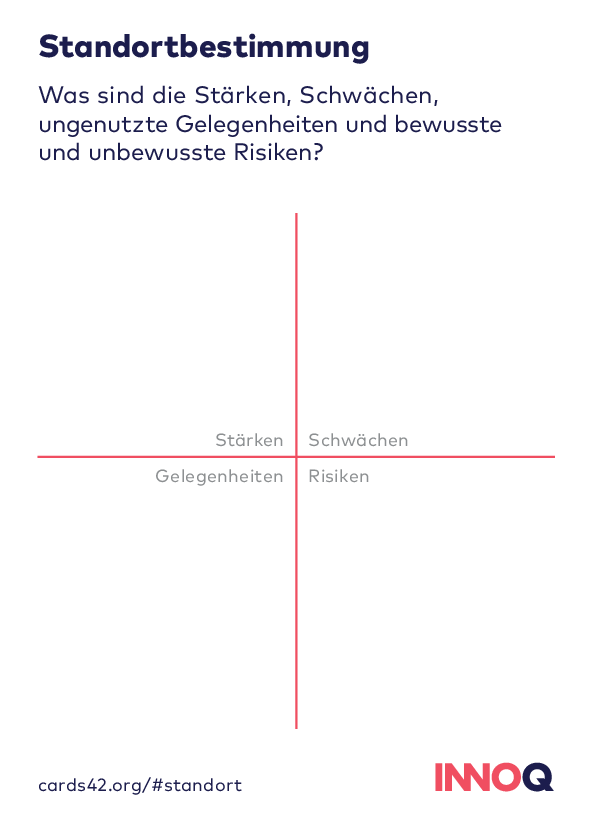 Standortbestimmung
Was sind die Stärken, Schwächen,
ungenutzte Gelegenheiten und bewusste
und unbewusste Risiken?
Stärken
Schwächen
Gelegenheiten
Risiken
cards42.org/#standort
INNOQ